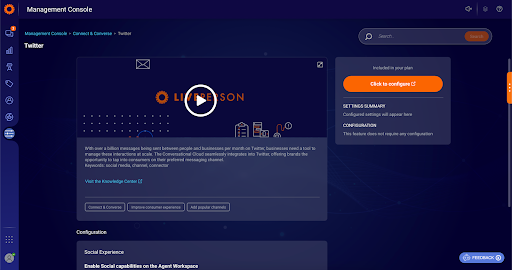 Management Console
Management Console > Connect & Converse > Twitter
Search
Search
Twitter
LIVEPERSON
Included in your plan
Click to configure
SETTINGS SUMMARY
Configured settings will appear here
CONFIGURATION
This feature does not require any configuration
With over a billion messages being sent between people and businesses per month on Twitter, businesses need a tool to
manage these interactions at scale. The Conversational Cloud seamlessly integrates into Twitter, offering brands the
opportunity to tap into consumers on their preferred messaging channel.
Keywords: social media, channel, connector
Visit the Knowledge Center
Connect & Converse
Improve consumer experience
Add popular channels
Configuration
Social Experience
Enable Social capabilities on the Agent Workspace
FEEDBACK